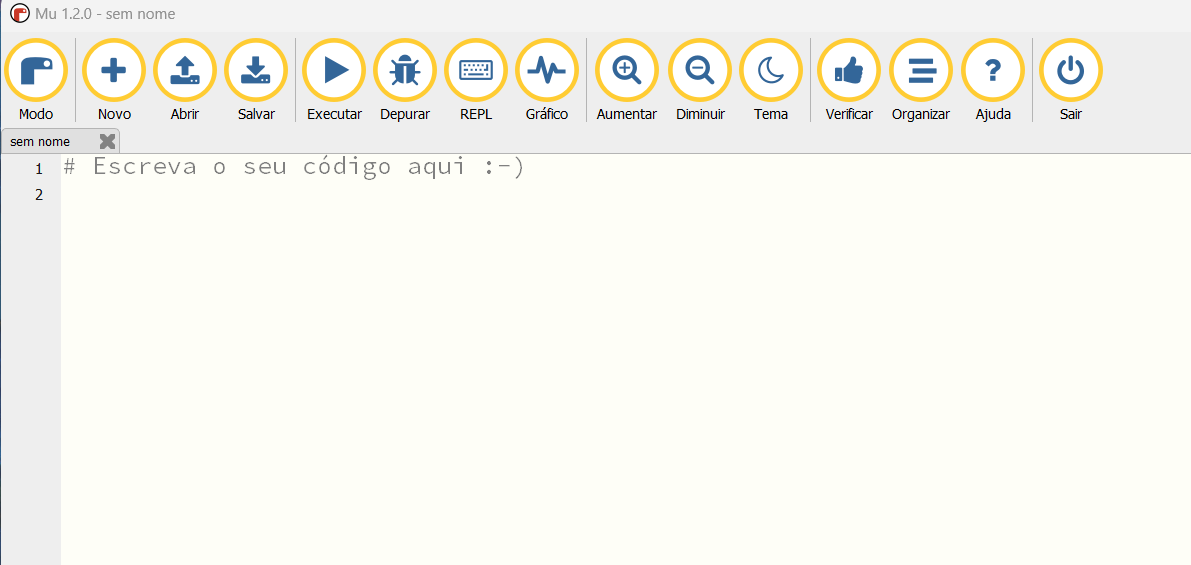 Mu 1.2.0 - sem nome
Modo Novo Abrir Salvar Executar Depurar REPL Gráfico Aumentar Diminuir Tema Verificar Organizar Ajuda Sair
sem nome
1 # Escreva o seu código aqui :-)
2